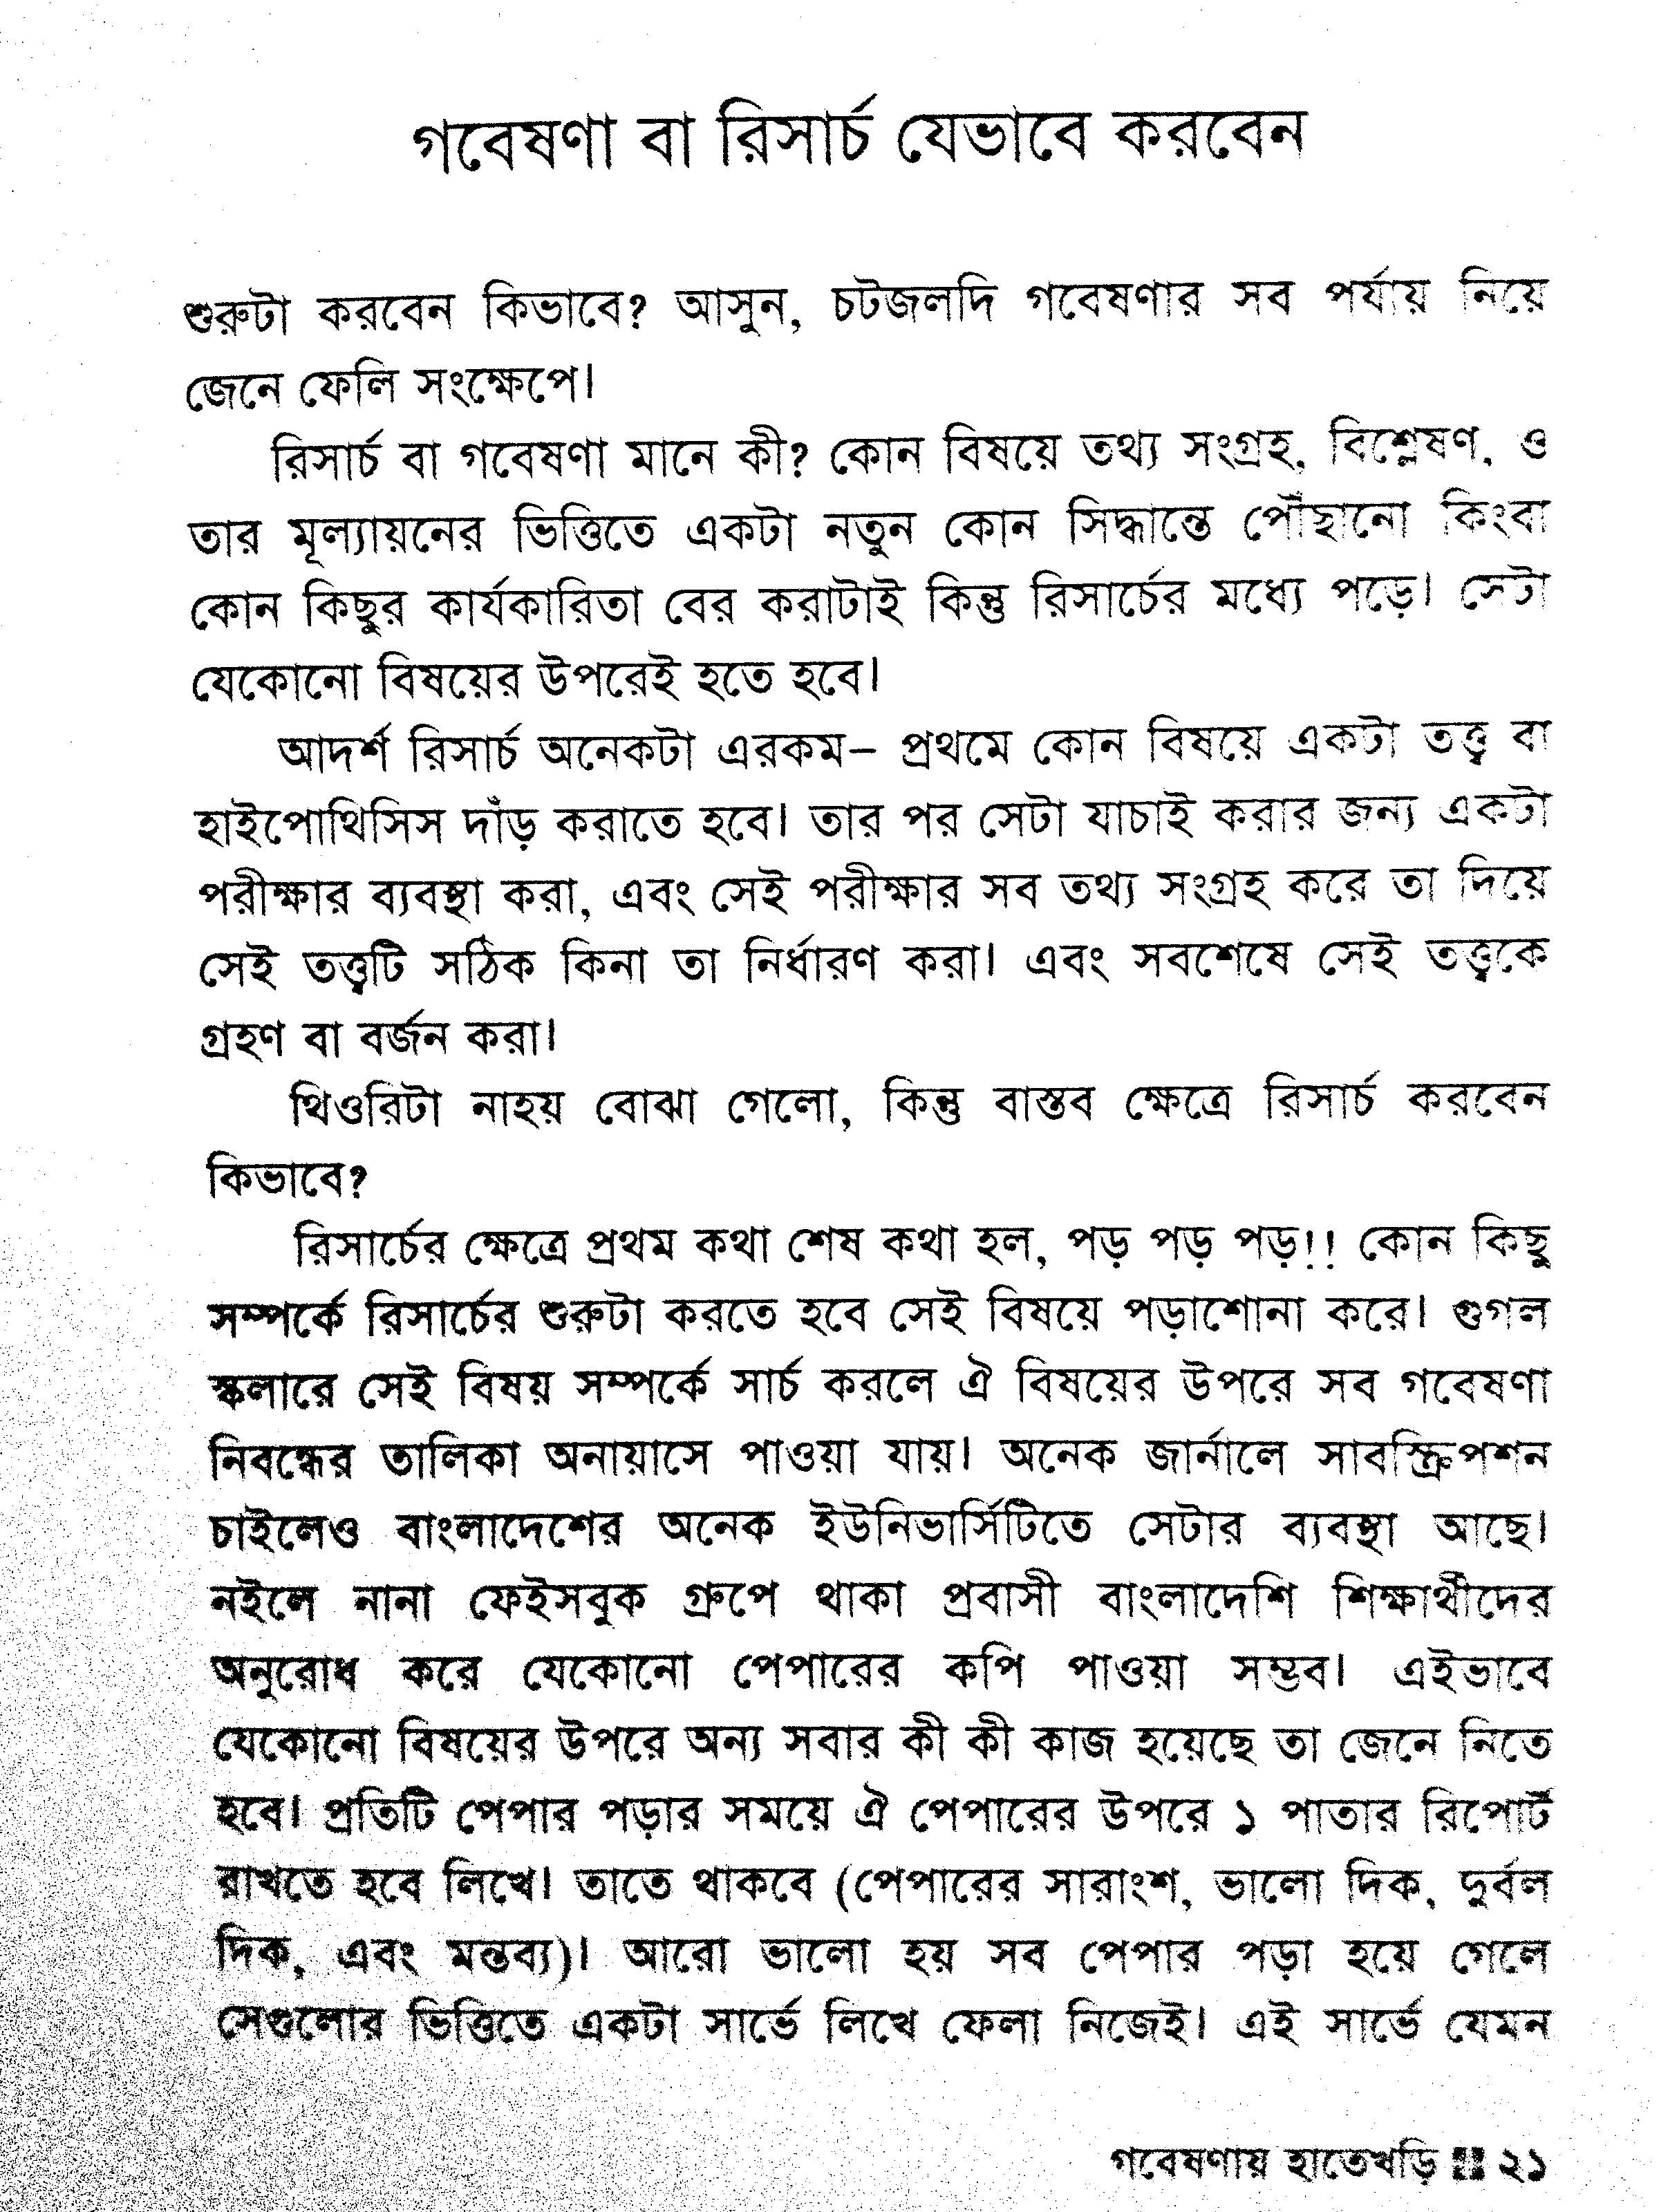 গবেষণা বা রিসার্চ যেভাবে করবেন
শুরুটা করবেন কিভাবে? আসুন, চটজলদি গবেষণার সব পর্যায় নিয়ে
জেনে ফেলি সংক্ষেপে।
রিসার্চ বা গবেষণা মানে কী? কোন বিষয়ে তথ্য সংগ্রহ, বিশ্লেষণ, ও
তার মূল্যায়নের ভিত্তিতে একটা নতুন কোন সিদ্ধান্তে পৌঁছানো কিংবা
কোন কিছুর কার্যকারিতা বের করাটাই কিন্তু রিসার্চের মধ্যে পড়ে। সেটা
যেকোনো বিষয়ের উপরেই হতে হবে।
আদর্শ রিসার্চ অনেকটা এরকম– প্রথমে কোন বিষয়ে একটা তত্ত্ব বা
হাইপোথিসিস দাঁড় করাতে হবে। তার পর সেটা যাচাই করার জন্য একটা
পরীক্ষার ব্যবস্থা করা, এবং সেই পরীক্ষার সব তথ্য সংগ্রহ করে তা দিয়ে
সেই তত্ত্বটি সঠিক কিনা তা নির্ধারণ করা। এবং সবশেষে সেই তত্ত্বকে
গ্রহণ বা বর্জন করা।
থিওরিটা নাহয় বোঝা গেলো, কিন্তু বাস্তব ক্ষেত্রে রিসার্চ করবেন
কিভাবে?
রিসার্চের ক্ষেত্রে প্রথম কথা শেষ কথা হল, পড় পড় পড়!! কোন কিছু
সম্পর্কে রিসার্চের শুরুটা করতে হবে সেই বিষয়ে পড়াশোনা করে। গুগল
স্কলারে সেই বিষয় সম্পর্কে সার্চ করলে ঐ বিষয়ের উপরে সব গবেষণা
নিবন্ধের তালিকা অনায়াসে পাওয়া যায়। অনেক জার্নালে সাবস্ক্রিপশন
চাইলেও বাংলাদেশের অনেক ইউনিভার্সিটিতে সেটার ব্যবস্থা আছে।
নইলে নানা ফেইসবুক গ্রুপে থাকা প্রবাসী বাংলাদেশি শিক্ষার্থীদের
অনুরোধ করে যেকোনো পেপারের কপি পাওয়া সম্ভব। এইভাবে
যেকোনো বিষয়ের উপরে অন্য সবার কী কী কাজ হয়েছে তা জেনে নিতে
হবে। প্রতিটি পেপার পড়ার সময়ে ঐ পেপারের উপরে ১ পাতার রিপোর্ট
রাখতে হবে লিখে। তাতে থাকবে (পেপারের সারাংশ, ভালো দিক, দুর্বল
দিক, এবং মন্তব্য)। আরো ভালো হয় সব পেপার পড়া হয়ে গেলে
সেগুলোর ভিত্তিতে একটা সার্ভে লিখে ফেলা নিজেই। এই সার্ভে যেমন
গবেষণায় হাতেখড়ি ২১